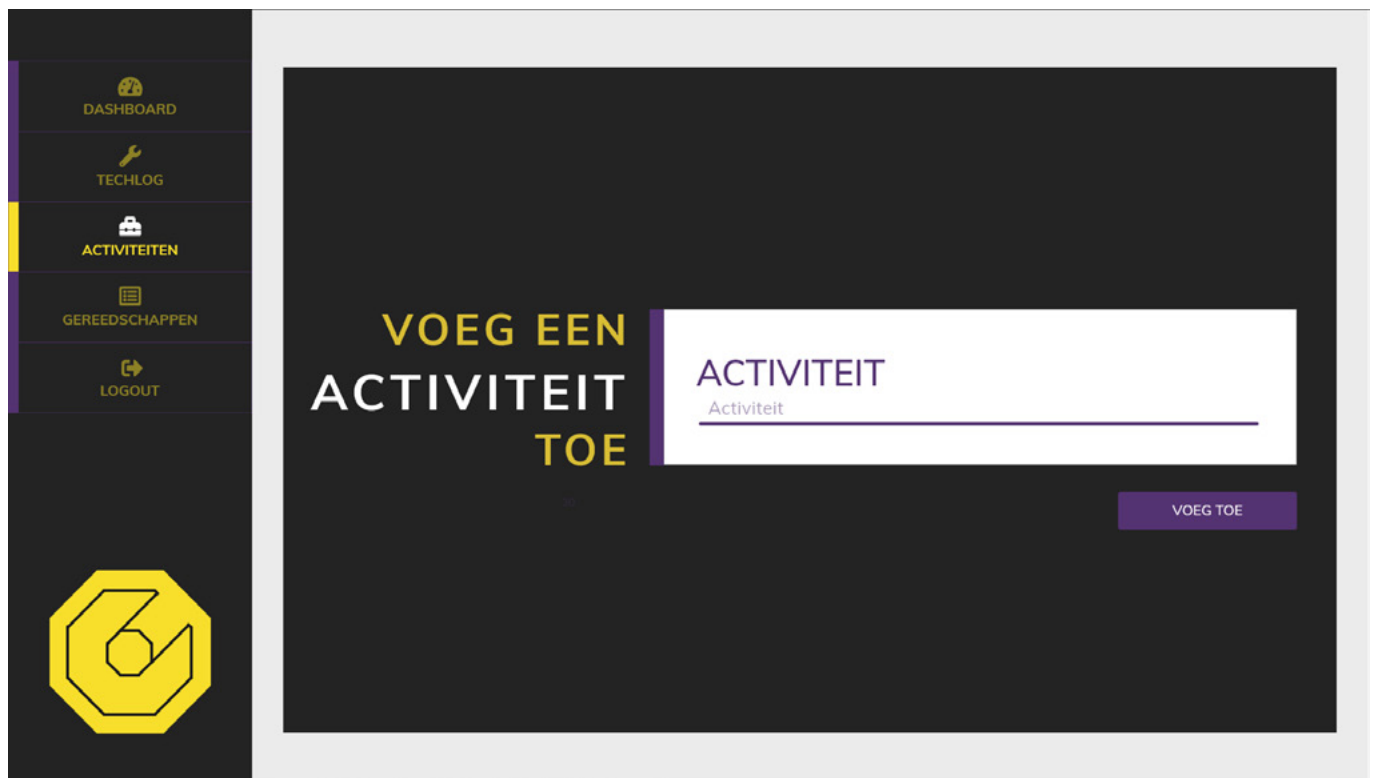 DASHBOARD
TECHLOG
ACTIVITEITEN
GEREEDSCHAPPEN
LOGOUT
VOEG EEN
ACTIVITEIT
TOE
ACTIVITEIT
Activiteit
VOEG TOE